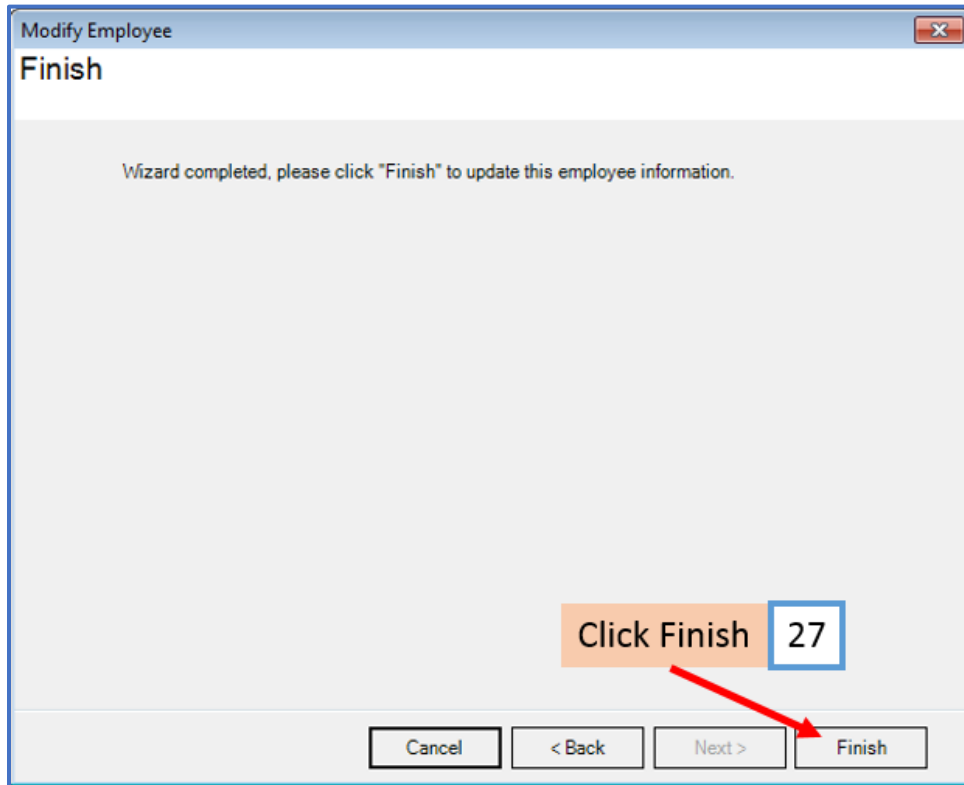 Modify Employee
Finish
Wizard completed, please click "Finish" to update this employee information.
Click Finish 27
Cancel < Back Next > Finish